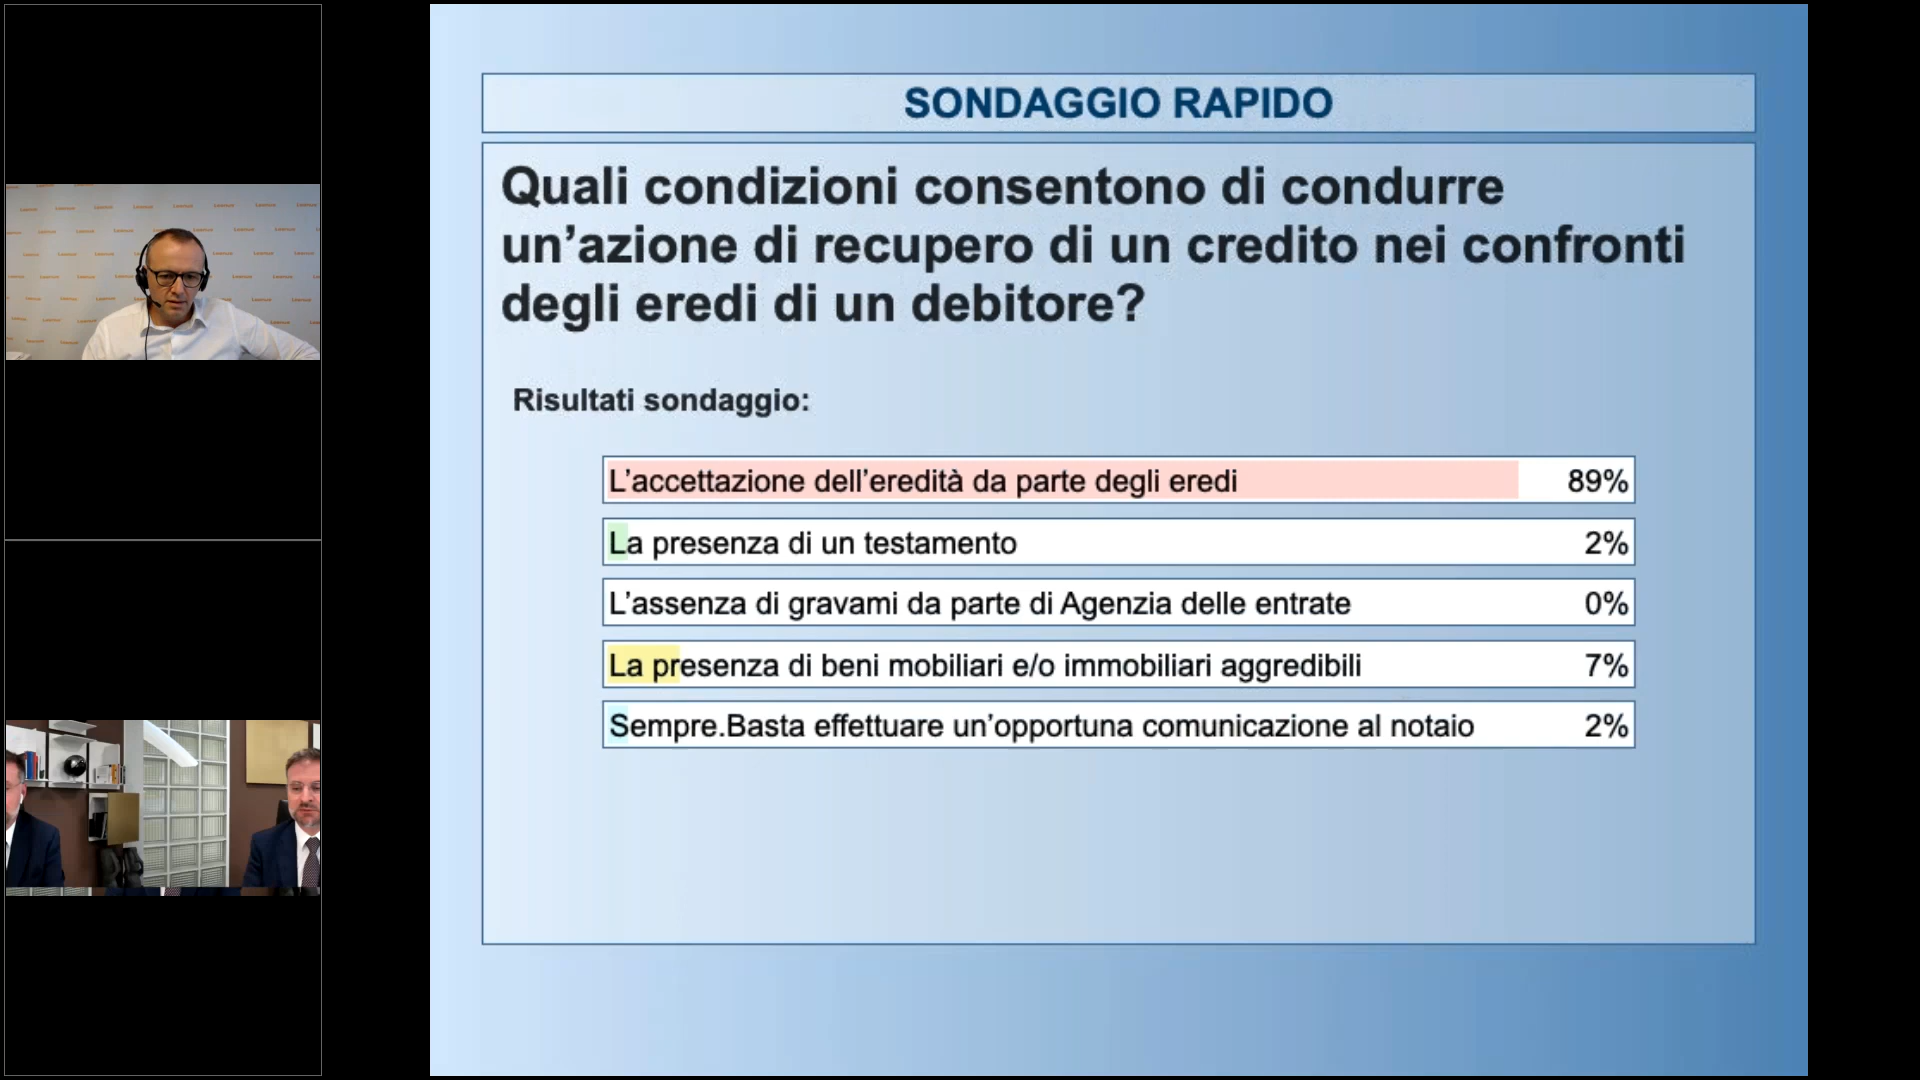 SONDAGGIO RAPIDO
Quali condizioni consentono di condurre
un’azione di recupero di un credito nei confronti
degli eredi di un debitore?
Risultati sondaggio:
L’accettazione dell’eredità da parte degli eredi 89%
La presenza di un testamento 2%
L’assenza di gravami da parte di Agenzia delle entrate 0%
La presenza di beni mobiliari e/o immobiliari aggredibili 7%
Sempre.Basta effettuare un’opportuna comunicazione al notaio 2%